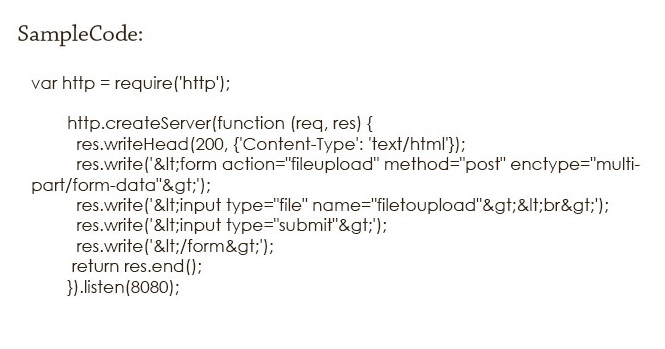 SampleCode:
var http = require('http');
http.createServer(function (req, res) {
res.writeHead(200, {'Content-Type': 'text/html'});
res.write('&lt;form action="fileupload" method="post" enctype="multi-
part/form-data"&gt;');
res.write('&lt;input type="file" name="filetoupload"&gt;&lt;br&gt;');
res.write('&lt;input type="submit"&gt;');
res.write('&lt;/form&gt;');
return res.end();
}).listen(8080);